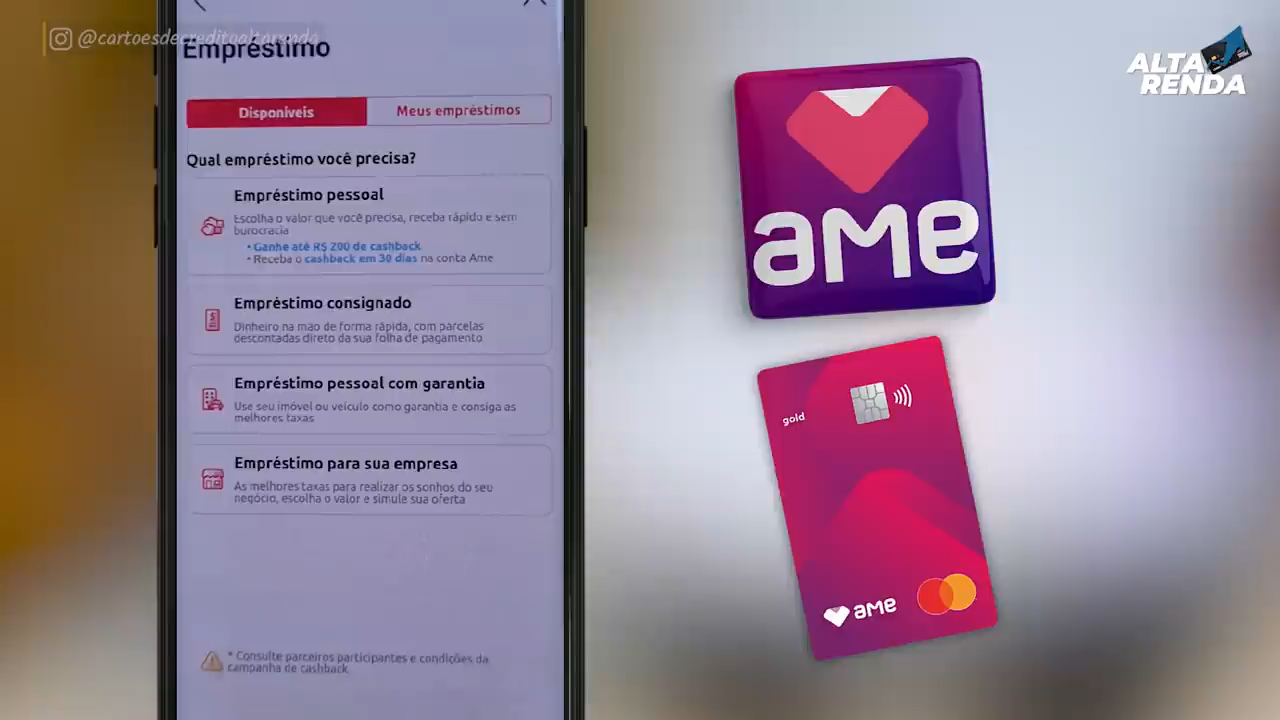 @cartoesdecreditoaltarenda
Empréstimo
Disponíveis
Meus empréstimos
Qual empréstimo você precisa?
Empréstimo pessoal
Escolha o valor que você precisa, receba rápido e sem
burocracia
• Ganhe até R$ 200 de cashback
• Receba o cashback em 30 dias na conta Ame
Empréstimo consignado
Dinheiro na mão de forma rápida, com parcelas
descontadas direto da sua folha de pagamento
Empréstimo pessoal com garantia
Use seu imóvel ou veículo como garantia e consiga as
melhores taxas
Empréstimo para sua empresa
As melhores taxas para realizar os sonhos do seu
negócio, escolha o valor e simule sua oferta
* Consulte parceiros participantes e condições da
campanha de cashback
ALTA
RENDA
aMe
gold
aMe